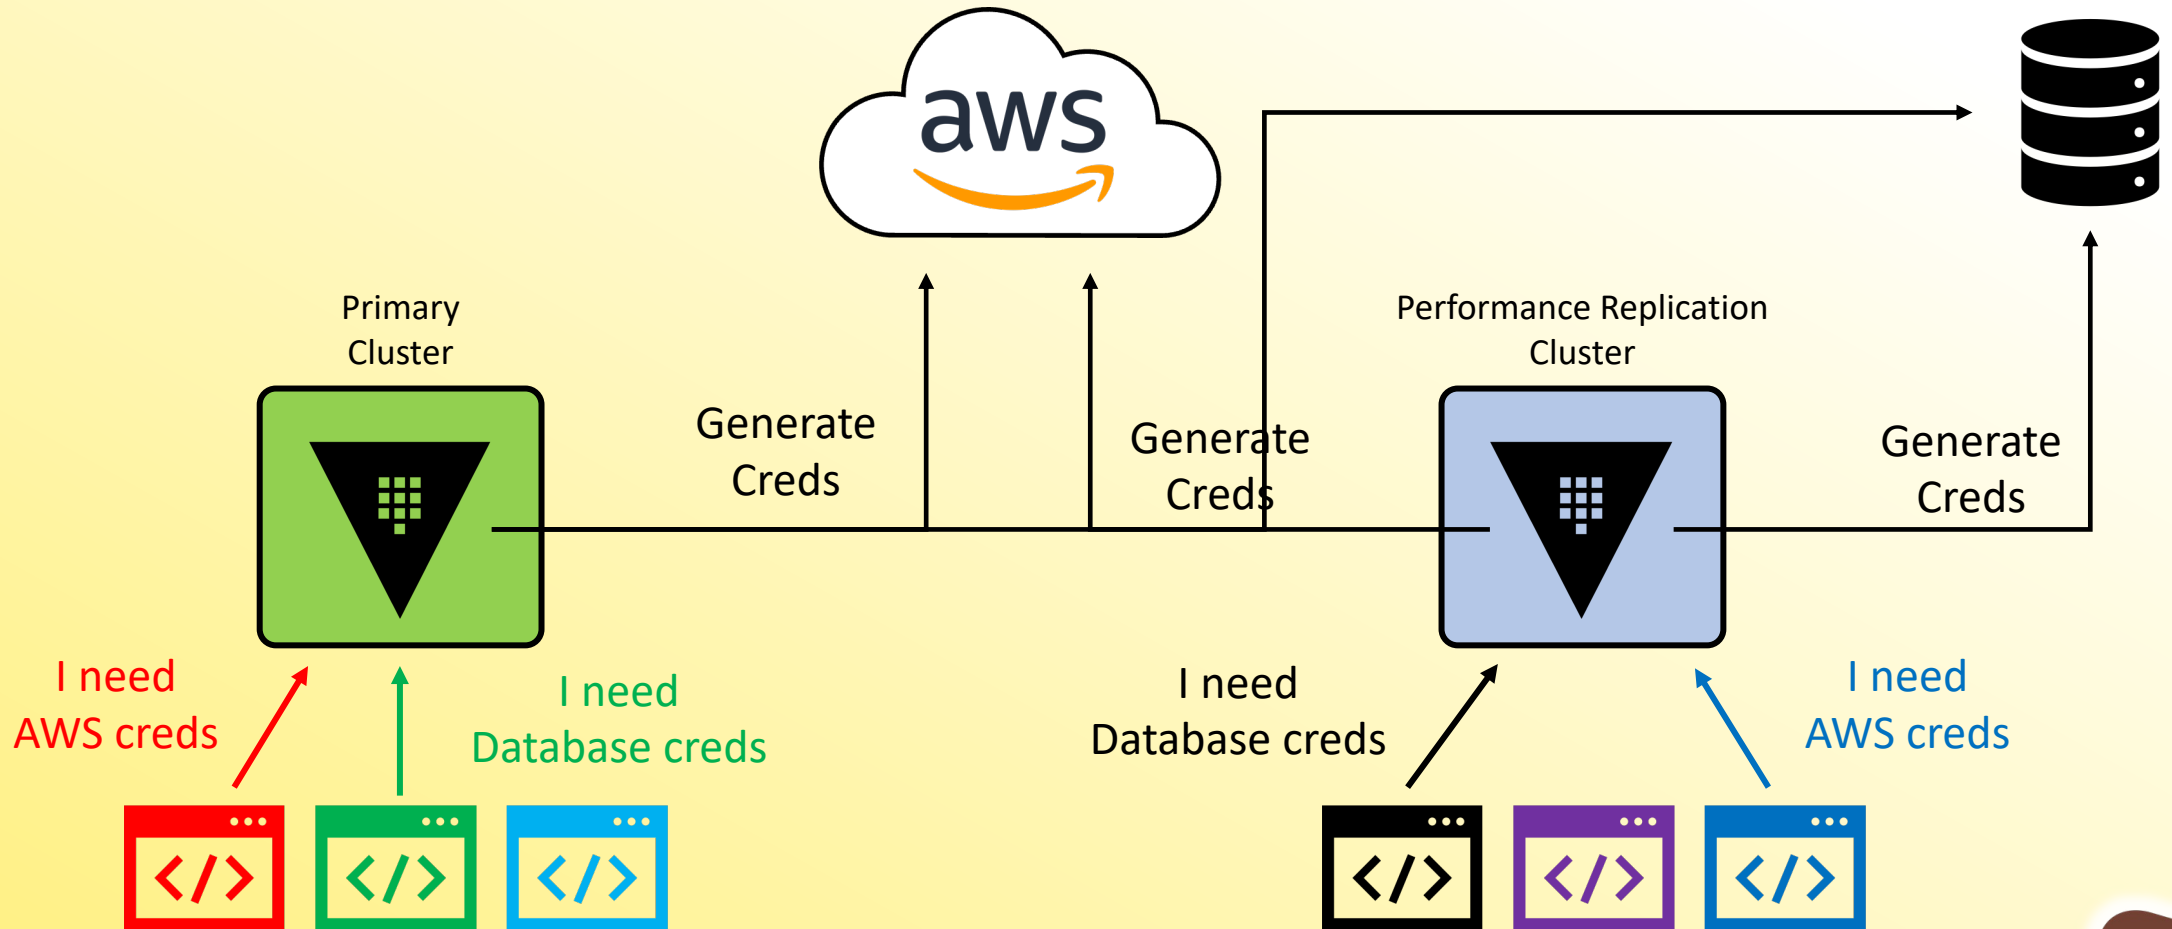 aws
Primary
Cluster
Performance Replication
Cluster
Generate
Creds
Generate
Creds
Generate
Creds
I need
AWS creds
I need
Database creds
I need
Database creds
I need
AWS creds
</>
</>
</>
</>
</>
</>